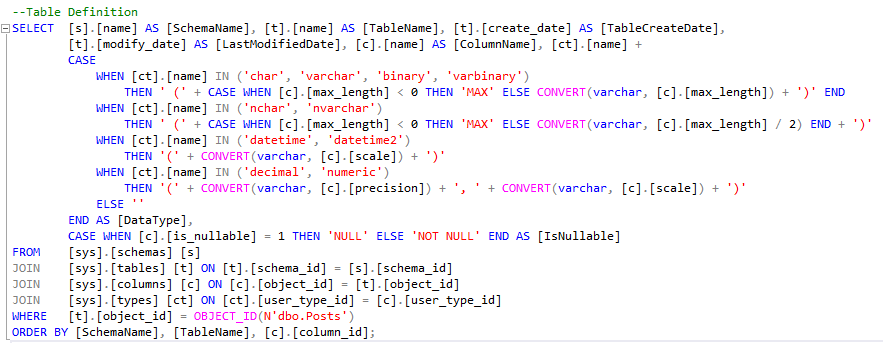 --Table Definition
SELECT [s].[name] AS [SchemaName], [t].[name] AS [TableName], [t].[create_date] AS [TableCreateDate],
[t].[modify_date] AS [LastModifiedDate], [c].[name] AS [ColumnName], [ct].[name] +
CASE
WHEN [ct].[name] IN ('char', 'varchar', 'binary', 'varbinary')
THEN ' (' + CASE WHEN [c].[max_length] < 0 THEN 'MAX' ELSE CONVERT(varchar, [c].[max_length]) + ')' END
WHEN [ct].[name] IN ('nchar', 'nvarchar')
THEN ' (' + CASE WHEN [c].[max_length] < 0 THEN 'MAX' ELSE CONVERT(varchar, [c].[max_length] / 2) END + ')'
WHEN [ct].[name] IN ('datetime', 'datetime2')
THEN '(' + CONVERT(varchar, [c].[scale]) + ')'
WHEN [ct].[name] IN ('decimal', 'numeric')
THEN '(' + CONVERT(varchar, [c].[precision]) + ', ' + CONVERT(varchar, [c].[scale]) + ')'
ELSE ''
END AS [DataType],
CASE WHEN [c].[is_nullable] = 1 THEN 'NULL' ELSE 'NOT NULL' END AS [IsNullable]
FROM [sys].[schemas] [s]
JOIN [sys].[tables] [t] ON [t].[schema_id] = [s].[schema_id]
JOIN [sys].[columns] [c] ON [c].[object_id] = [t].[object_id]
JOIN [sys].[types] [ct] ON [ct].[user_type_id] = [c].[user_type_id]
WHERE [t].[object_id] = OBJECT_ID(N'dbo.Posts')
ORDER BY [SchemaName], [TableName], [c].[column_id];